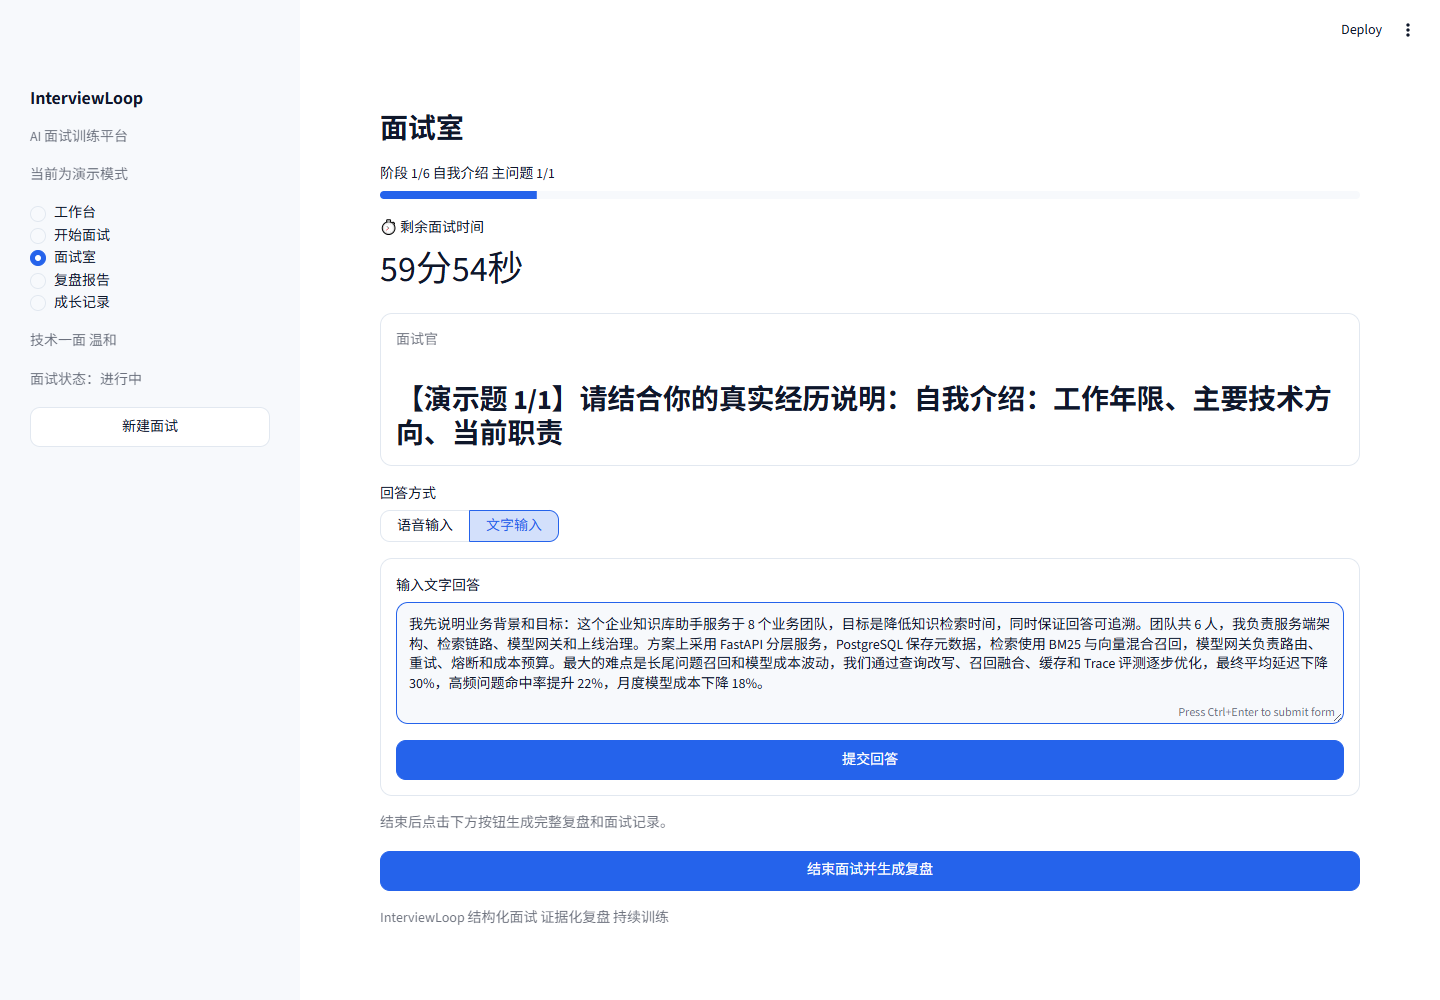 Deploy
InterviewLoop
AI 面试训练平台
当前为演示模式
工作台
开始面试
面试室
复盘报告
成长记录
技术一面 温和
面试状态：进行中
新建面试
面试室
阶段 1/6 自我介绍 主问题 1/1
剩余面试时间
59分54秒
面试官
【演示题 1/1】请结合你的真实经历说明：自我介绍：工作年限、主要技术方
向、当前职责
回答方式
语音输入
文字输入
输入文字回答
我先说明业务背景和目标：这个企业知识库助手服务于 8 个业务团队，目标是降低知识检索时间，同时保证回答可追溯。团队共 6 人，我负责服务端架
构、检索链路、模型网关和上线治理。方案上采用 FastAPI 分层服务，PostgreSQL 保存元数据，检索使用 BM25 与向量混合召回，模型网关负责路由、
重试、熔断和成本预算。最大的难点是长尾问题召回和模型成本波动，我们通过查询改写、召回融合、缓存和 Trace 评测逐步优化，最终平均延迟下降
30%，高频问题命中率提升 22%，月度模型成本下降 18%。
Press Ctrl+Enter to submit form
提交回答
结束后点击下方按钮生成完整复盘和面试记录。
结束面试并生成复盘
InterviewLoop 结构化面试 证据化复盘 持续训练